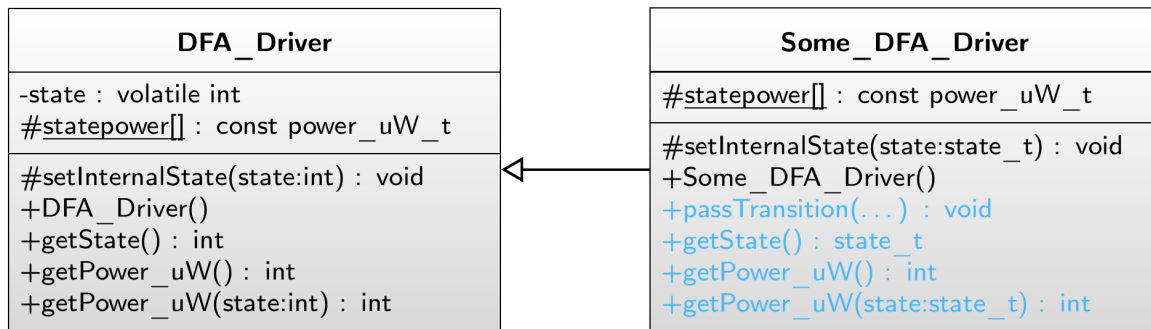 DFA_Driver
-state : volatile int
#statepower[] : const power_uW_t
#setInternalState(state:int) : void
+DFA_Driver()
+getState() : int
+getPower_uW() : int
+getPower_uW(state:int) : int
Some_DFA_Driver
#statepower[] : const power_uW_t
#setInternalState(state:state_t) : void
+Some_DFA_Driver()
+passTransition(...) : void
+getState() : state_t
+getPower_uW() : int
+getPower_uW(state:state_t) : int